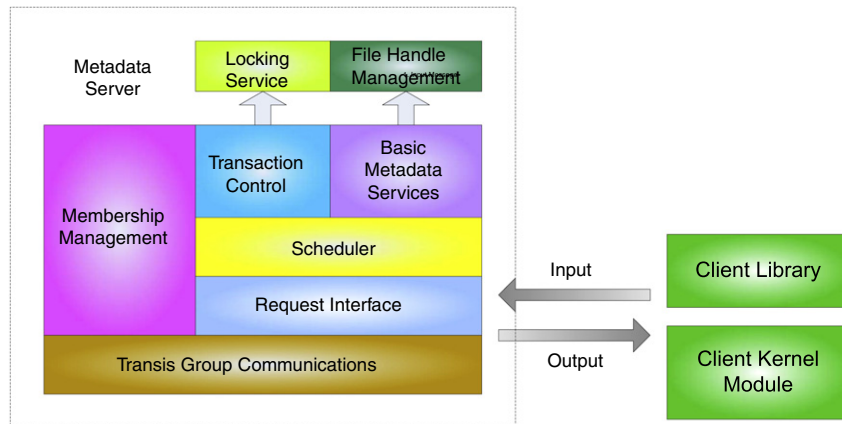 Metadata
Server
Locking
Service
File Handle
Management
Membership
Management
Transaction
Control
Basic
Metadata
Services
Scheduler
Request Interface
Transis Group Communications
Input
Output
Client Library
Client Kernel
Module